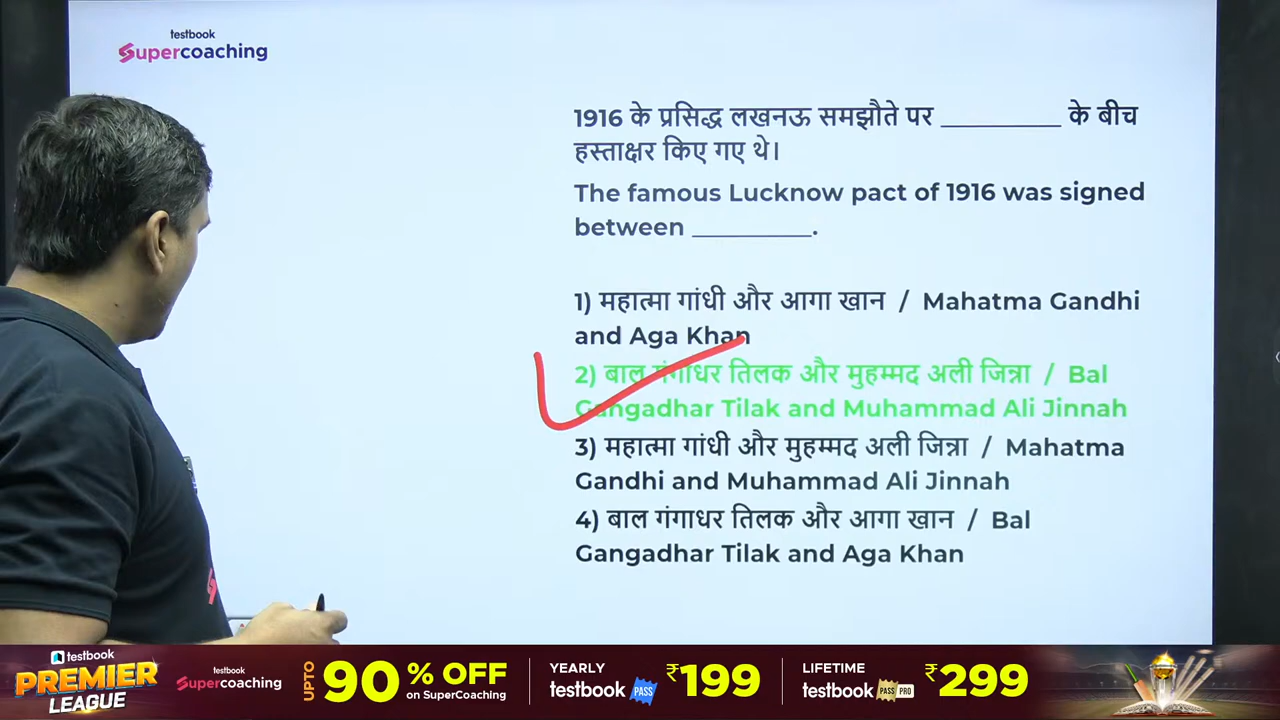 testbook
Supercoaching
1916 के प्रसिद्ध लखनऊ समझौते पर _________ के बीच
हस्ताक्षर किए गए थे।
The famous Lucknow pact of 1916 was signed
between _________.
1) महात्मा गांधी और आगा खान / Mahatma Gandhi
and Aga Khan
2) बाल गंगाधर तिलक और मुहम्मद अली जिन्ना / Bal
Gangadhar Tilak and Muhammad Ali Jinnah
3) महात्मा गांधी और मुहम्मद अली जिन्ना / Mahatma
Gandhi and Muhammad Ali Jinnah
4) बाल गंगाधर तिलक और आगा खान / Bal
Gangadhar Tilak and Aga Khan
testbook
PREMIER
LEAGUE
testbook
Supercoaching
UPTO
90% OFF
on SuperCoaching
YEARLY
testbook PASS
₹199
LIFETIME
testbook PASS PRO
₹299